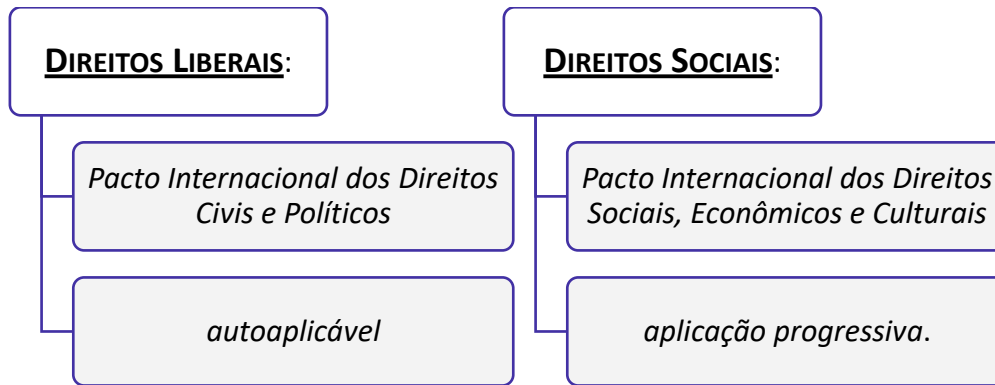 DIREITOS LIBERAIS:
Pacto Internacional dos Direitos
Civis e Políticos
autoaplicável
DIREITOS SOCIAIS:
Pacto Internacional dos Direitos
Sociais, Econômicos e Culturais
aplicação progressiva.